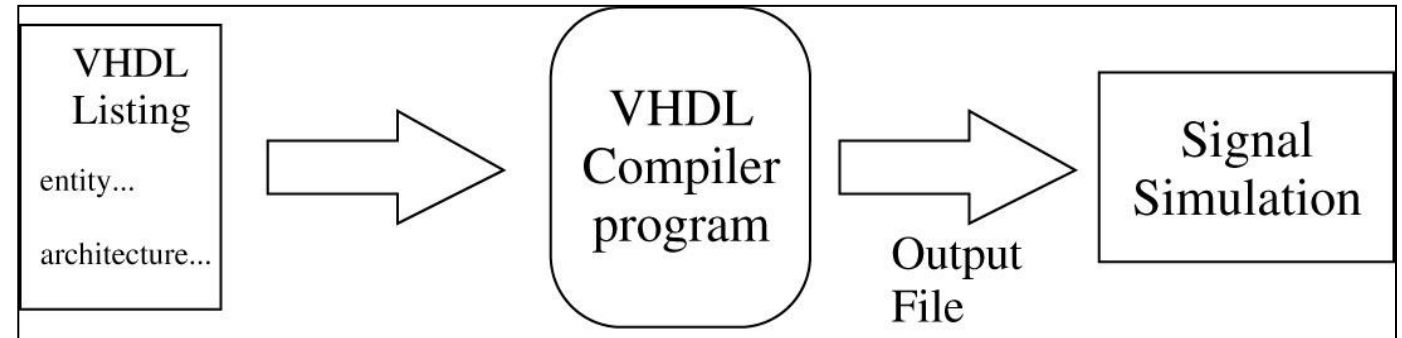 VHDL
Listing
entity...
architecture...
VHDL
Compiler
program
Output
File
Signal
Simulation